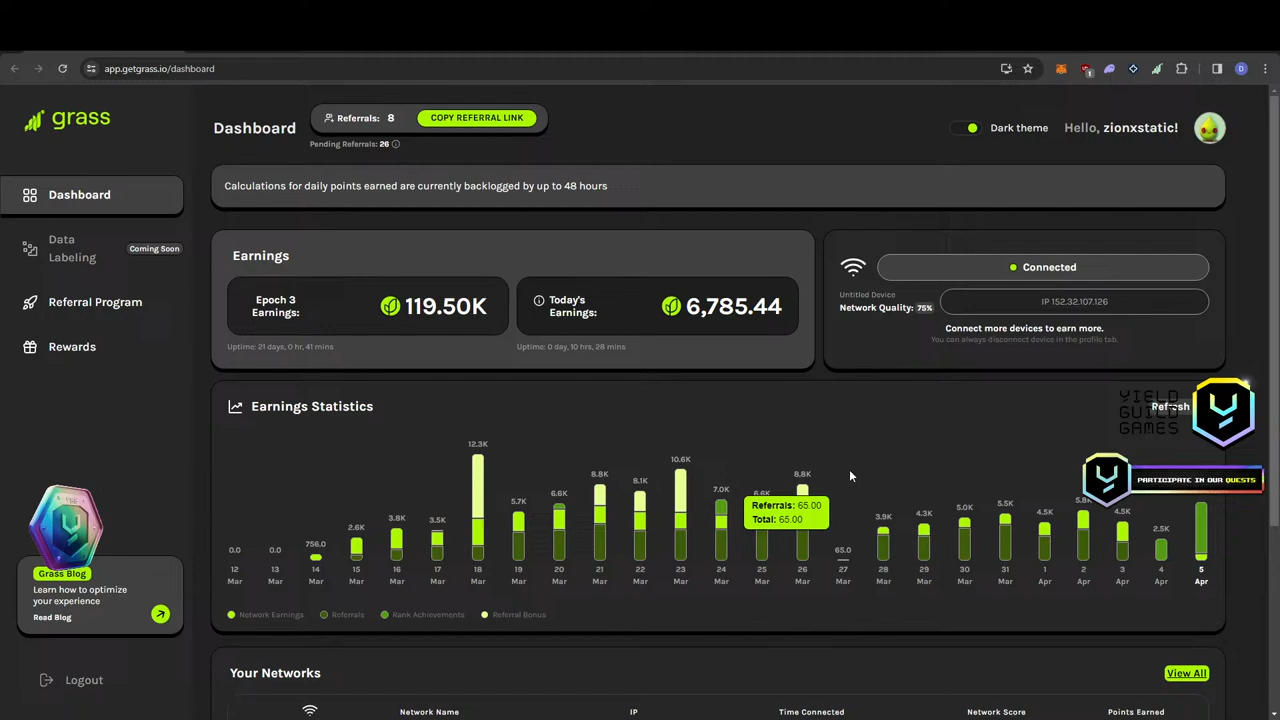 app.getgrass.io/dashboard
1
D
grass
Dashboard
Referrals: 8
COPY REFERRAL LINK
Pending Referrals: 26
Dark theme
Hello, zionxstatic!
Dashboard
Data Labeling
Coming Soon
Referral Program
Rewards
Calculations for daily points earned are currently backlogged by up to 48 hours
Earnings
Epoch 3 Earnings:
119.50K
Today's Earnings:
6,785.44
Uptime: 21 days, 0 hr, 41 mins
Uptime: 0 day, 10 hrs, 28 mins
Connected
Untitled Device
Network Quality: 75%
IP 152.32.107.126
Connect more devices to earn more.
You can always disconnect device in the profile tab.
Earnings Statistics
YIELD
GUILD
GAMES
Refresh
PARTICIPATE IN OUR QUESTS
0.0 0.0 756.0 2.6K 3.8K 3.5K 12.3K 5.7K 6.6K 8.8K 8.1K 10.6K 7.0K 6.6K 8.8K 65.0 3.9K 4.3K 5.0K 5.5K 4.5K 5.8K 4.5K 2.5K
Referrals: 65.00
Total: 65.00
12 13 14 15 16 17 18 19 20 21 22 23 24 25 26 27 28 29 30 31 1 2 3 4 5
Mar Mar Mar Mar Mar Mar Mar Mar Mar Mar Mar Mar Mar Mar Mar Mar Mar Mar Mar Mar Apr Apr Apr Apr Apr
Network Earnings
Referrals
Rank Achievements
Referral Bonus
Grass Blog
Learn how to optimize
your experience
Read Blog
Logout
Your Networks
View All
Network Name
IP
Time Connected
Network Score
Points Earned